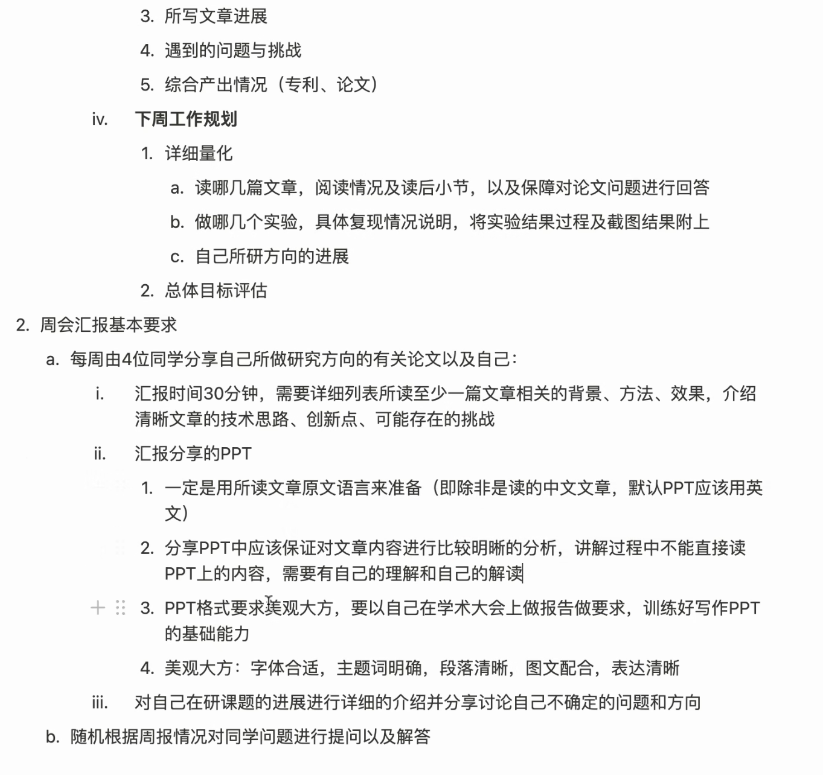 3. 所写文章进展
4. 遇到的问题与挑战
5. 综合产出情况（专利、论文）
iv. 下周工作规划
1. 详细量化
a. 读哪几篇文章，阅读情况及读后小节，以及保障对论文问题进行回答
b. 做哪几个实验，具体复现情况说明，将实验结果过程及截图结果附上
c. 自己所研方向的进展
2. 总体目标评估
2. 周会汇报基本要求
a. 每周由4位同学分享自己所做研究方向的有关论文以及自己：
i. 汇报时间30分钟，需要详细列表所读至少一篇文章相关的背景、方法、效果，介绍
清晰文章的技术思路、创新点、可能存在的挑战
ii. 汇报分享的PPT
1. 一定是用所读文章原文语言来准备（即除非是读的中文文章，默认PPT应该用英
文）
2. 分享PPT中应该保证对文章内容进行比较明晰的分析，讲解过程中不能直接读
PPT上的内容，需要有自己的理解和自己的解读
3. PPT格式要求美观大方，要以自己在学术大会上做报告做要求，训练好写作PPT
的基础能力
4. 美观大方：字体合适，主题词明确，段落清晰，图文配合，表达清晰
iii. 对自己在研课题的进展进行详细的介绍并分享讨论自己不确定的问题和方向
b. 随机根据周报情况对同学问题进行提问以及解答